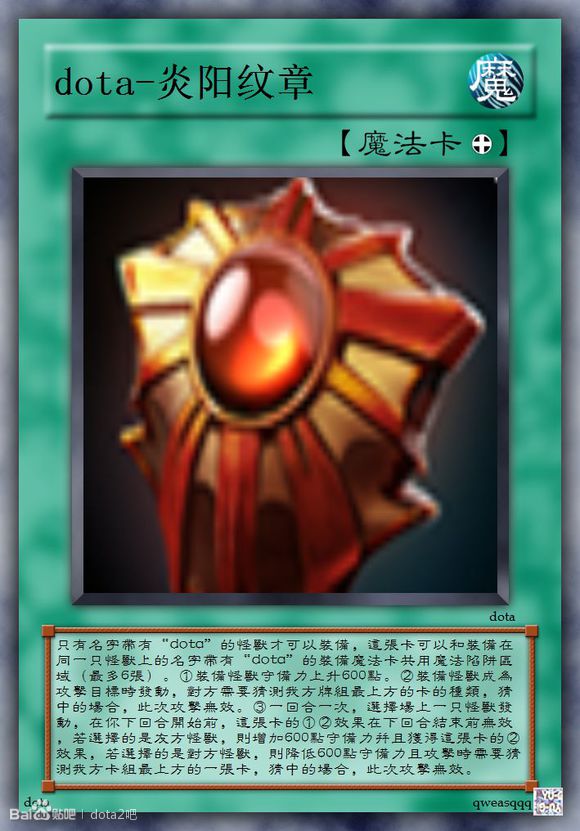 dota-炎阳纹章
魔
【魔法卡】
dota
只有名字帶有“dota”的怪獸才可以裝備，這張卡可以和裝備在
同一只怪獸上的名字帶有“dota”的裝備魔法卡共用魔法陷阱區
域（最多6張）。①裝備怪獸守備力上升600點。②裝備怪獸成為
攻擊目標時發動，對方需要猜測我方牌組最上方的卡的種類，猜
中的場合，此次攻擊無效。③一回合一次，選擇場上一只怪獸發
動，在你下回合開始前，這張卡的①②效果在下回合結束前無效
，若選擇的是友方怪獸，則增加600點守備力并且獲得這張卡的②
效果，若選擇的是對方怪獸，則降低600點守備力且攻擊時需要猜
測我方卡組最上方的一張卡，猜中的場合，此次攻擊無效。
dota
qweasqqq
Bai贴吧 | dota2吧